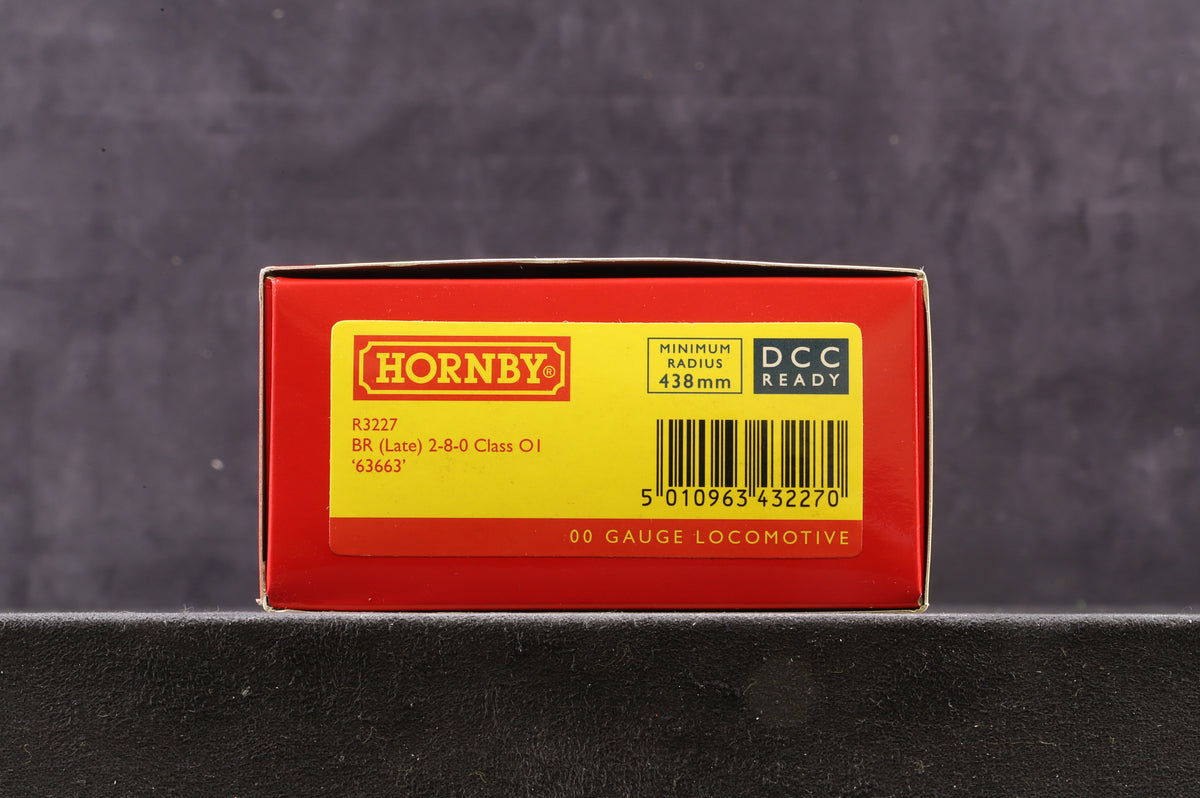 HORNBY®
MINIMUM
RADIUS
438mm
DCC
READY
R3227
BR (Late) 2-8-0 Class O1
‘63663’
5 010963 432270
00 GAUGE LOCOMOTIVE